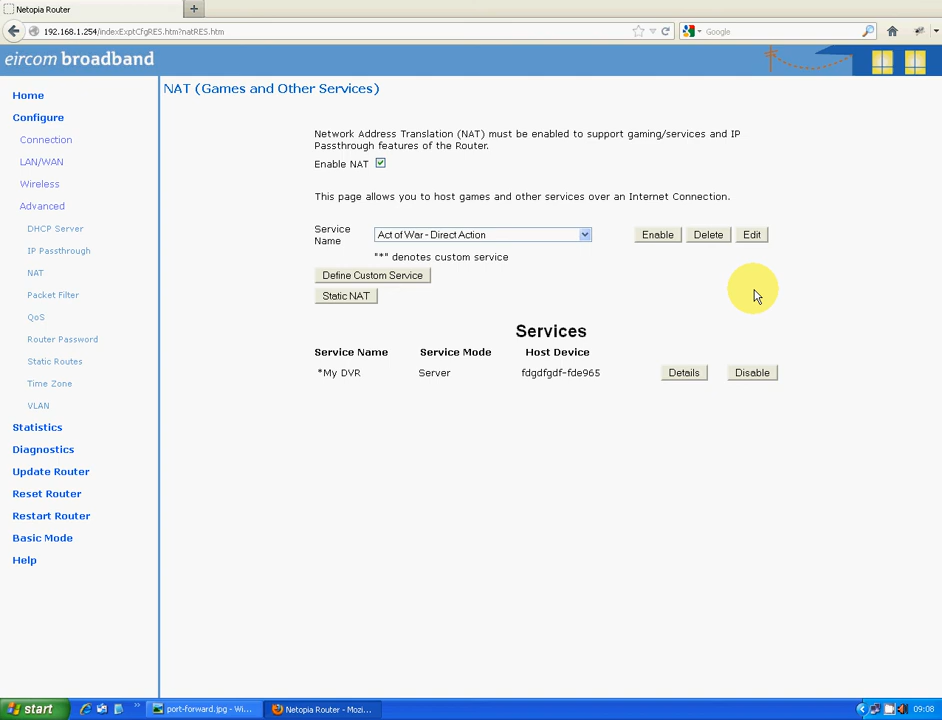 Netopia Router
+
192.168.1.254/indexExptCfgRES.htm?natRES.htm
Google
eircom broadband
NAT (Games and Other Services)
Home
Configure
Connection
LAN/WAN
Wireless
Advanced
DHCP Server
IP Passthrough
NAT
Packet Filter
QoS
Router Password
Static Routes
Time Zone
VLAN
Statistics
Diagnostics
Update Router
Reset Router
Restart Router
Basic Mode
Help
Network Address Translation (NAT) must be enabled to support gaming/services and IP
Passthrough features of the Router.
Enable NAT
This page allows you to host games and other services over an Internet Connection.
Service
Name
Act of War - Direct Action
Enable Delete Edit
"*" denotes custom service
Define Custom Service
Static NAT
Services
Service Name Service Mode Host Device
*My DVR Server fdgdfgdf-fde965 Details Disable
start
port-forward.jpg - Wi...
Netopia Router - Mozi...
09:08